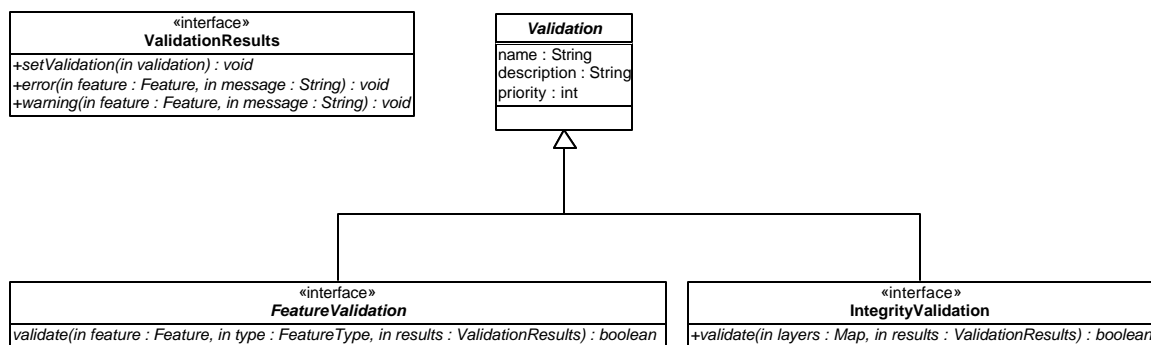 «interface»
ValidationResults
+setValidation(in validation) : void
+error(in feature : Feature, in message : String) : void
+warning(in feature : Feature, in message : String) : void
Validation
name : String
description : String
priority : int
«interface»
FeatureValidation
validate(in feature : Feature, in type : FeatureType, in results : ValidationResults) : boolean
«interface»
IntegrityValidation
+validate(in layers : Map, in results : ValidationResults) : boolean